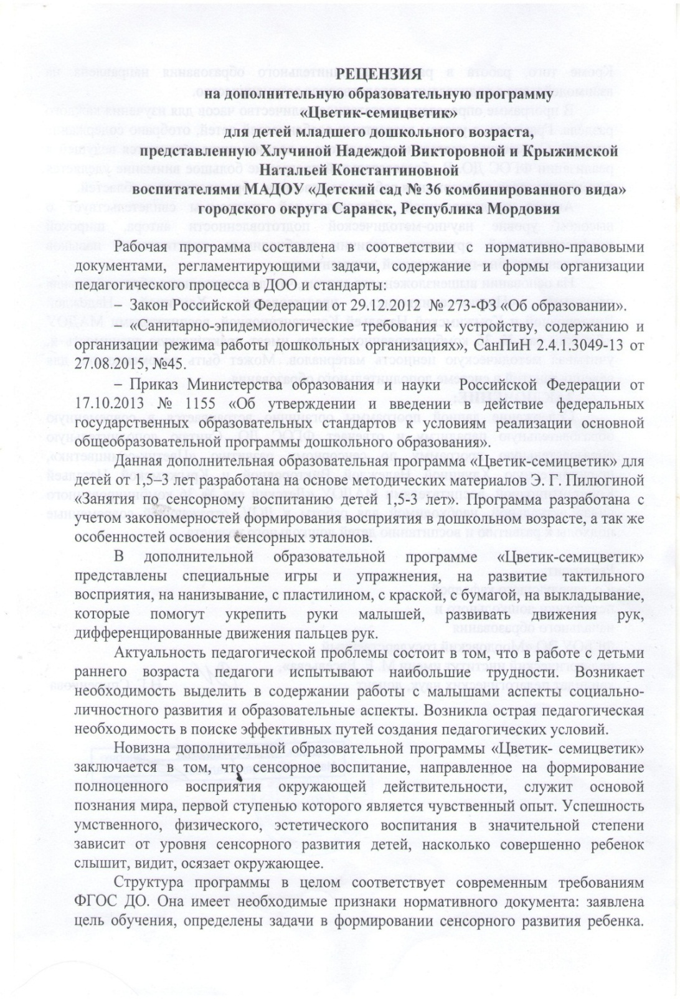 РЕЦЕНЗИЯ
на дополнительную образовательную программу
«Цветик-семицветик»
для детей младшего дошкольного возраста,
представленную Хлучиной Надеждой Викторовной и Крыжимской
Натальей Константиновной
воспитателями МАДОУ «Детский сад № 36 комбинированного вида»
городского округа Саранск, Республика Мордовия
Рабочая программа составлена в соответствии с нормативно-правовыми
документами, регламентирующими задачи, содержание и формы организации
педагогического процесса в ДОО и стандарты:
– Закон Российской Федерации от 29.12.2012 № 273-ФЗ «Об образовании».
– «Санитарно-эпидемиологические требования к устройству, содержанию и
организации режима работы в дошкольных организациях», СанПиН 2.4.1.3049-13 от
27.08.2015, №45.
– Приказ Министерства образования и науки Российской Федерации от
17.10.2013 № 1155 «Об утверждении и введении в действие федеральных
государственных образовательных стандартов к условиям реализации основной
общеобразовательной программы дошкольного образования».
Данная дополнительная образовательная программа «Цветик-семицветик» для
детей от 1,5–3 лет разработана на основе методических материалов Э. Г. Пилюгиной
«Занятия по сенсорному воспитанию детей 1,5-3 лет». Программа разработана с
учетом закономерностей формирования восприятия в дошкольном возрасте, а так же
особенностей освоения сенсорных эталонов.
В дополнительной образовательной программе «Цветик-семицветик»
представлены специальные игры и упражнения, на развитие тактильного
восприятия, на нанизывание, с пластилином, с краской, с бумагой, на выкладывание,
которые помогут укрепить руки малышей, развивать движения рук,
дифференцированные движения пальцев рук.
Актуальность педагогической проблемы состоит в том, что в работе с детьми
раннего возраста педагоги испытывают наибольшие трудности. Возникает
необходимость выделить в содержании работы с малышами аспекты социально-
личностного развития и образовательные аспекты. Возникла острая педагогическая
необходимость в поиске эффективных путей создания педагогических условий.
Новизна дополнительной образовательной программы «Цветик- семицветик»
заключается в том, что сенсорное воспитание, направленное на формирование
полноценного восприятия окружающей действительности, служит основой
познания мира, первой ступенью которого является чувственный опыт. Успешность
умственного, физического, эстетического воспитания в значительной степени
зависит от уровня сенсорного развития детей, насколько совершенно ребенок
слышит, видит, осязает окружающее.
Структура программы в целом соответствует современным требованиям
ФГОС ДО. Она имеет необходимые признаки нормативного документа: заявлена
цель обучения, определены задачи в формировании сенсорного развития ребенка.